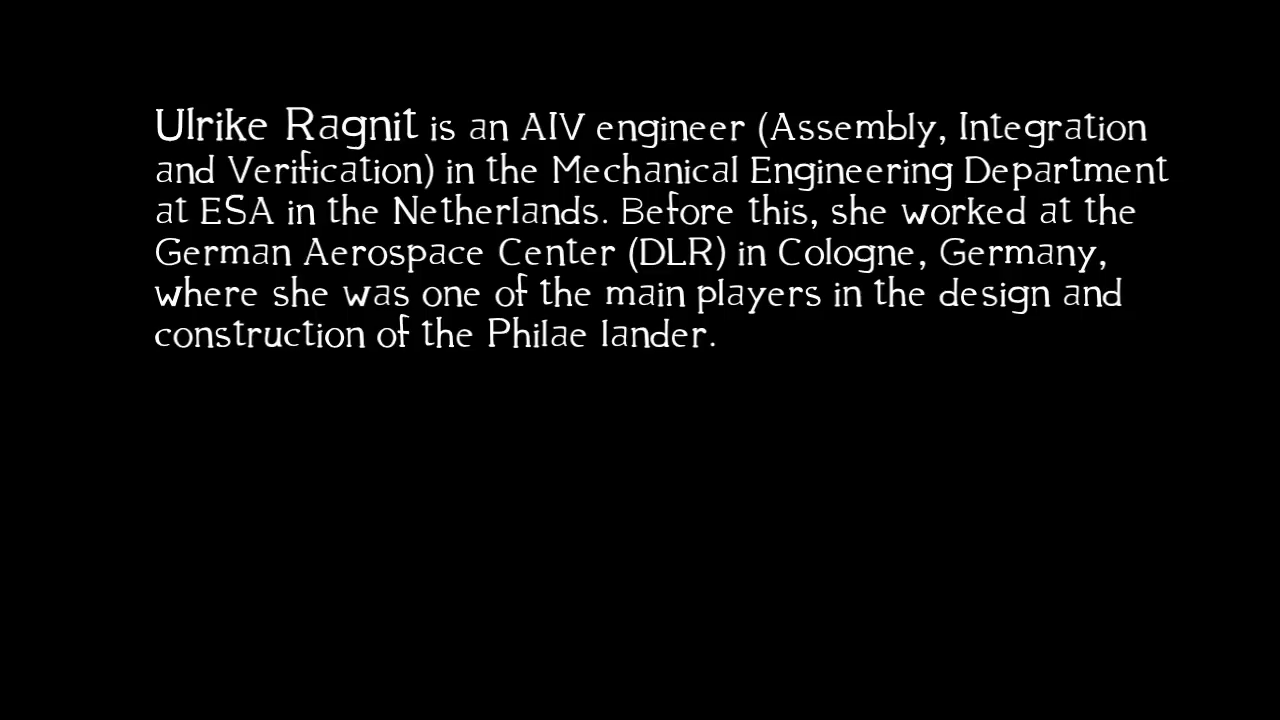 Ulrike Ragnit is an AIV engineer (Assembly, Integration
and Verification) in the Mechanical Engineering Department
at ESA in the Netherlands. Before this, she worked at the
German Aerospace Center (DLR) in Cologne, Germany,
where she was one of the main players in the design and
construction of the Philae lander.